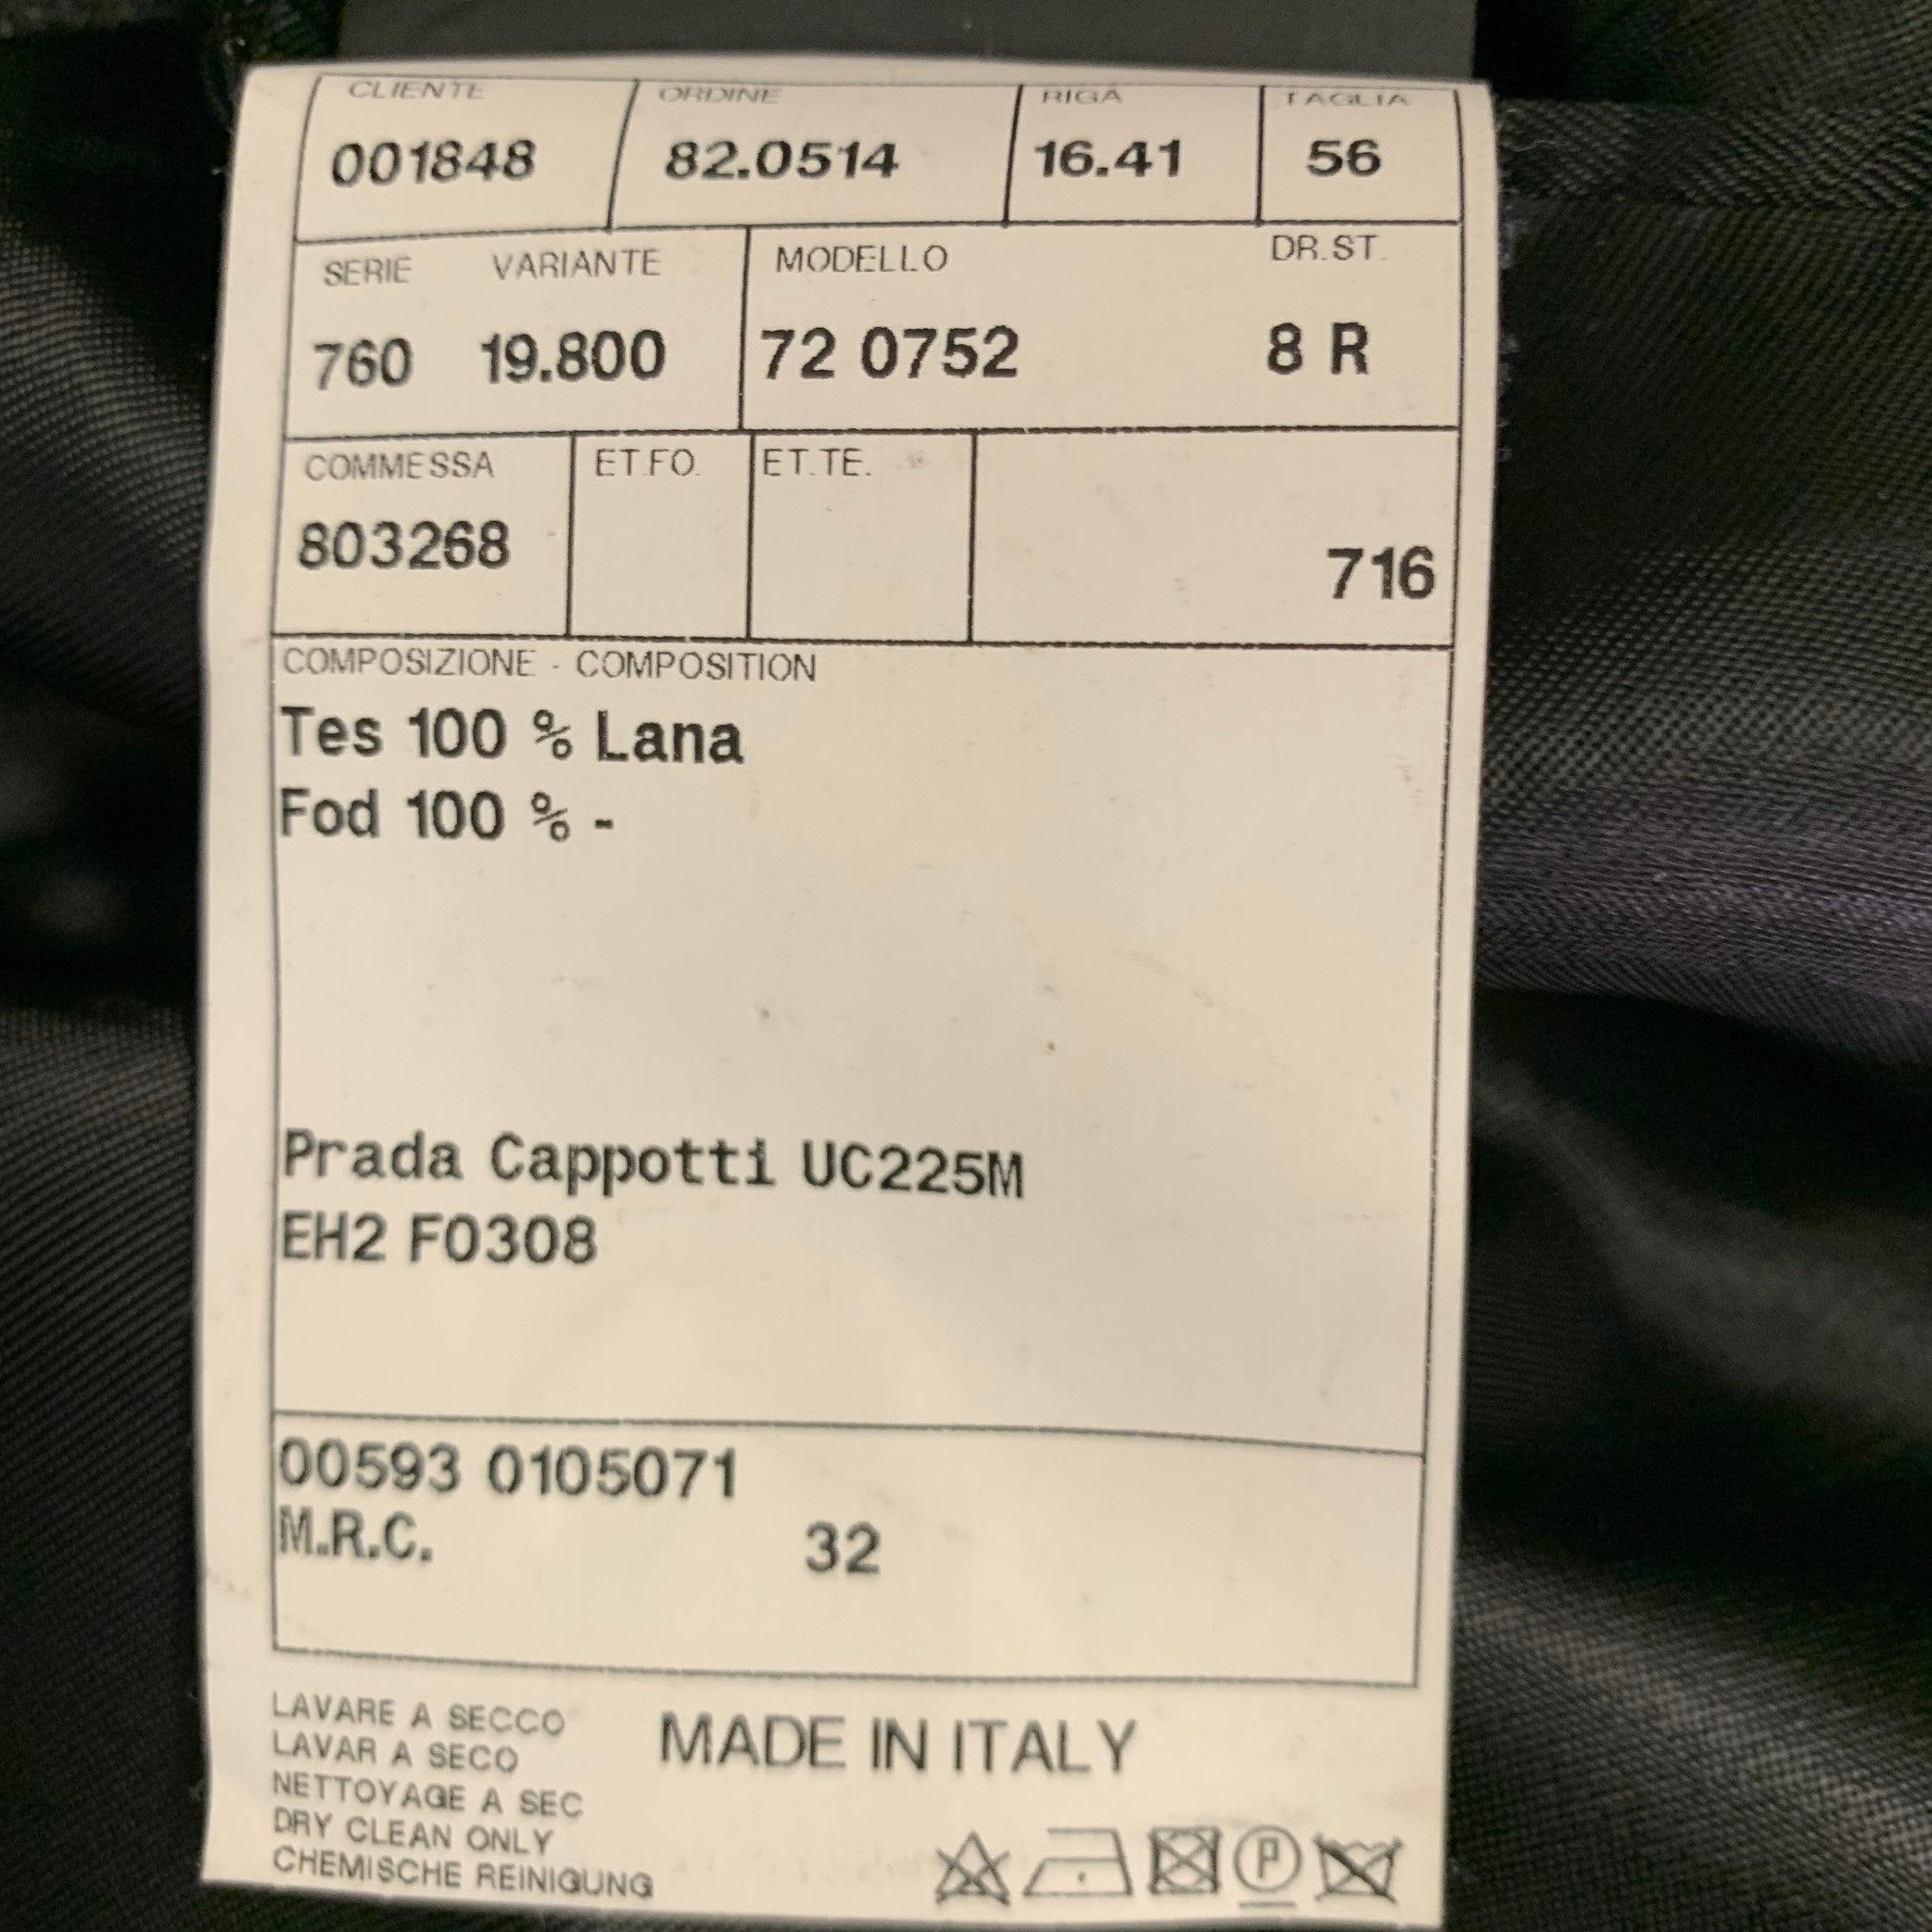 CLIENTE ORDINE RIGA TAGLIA
001848 82.0514 16.41 56
SERIE VARIANTE MODELLO DR.ST.
760 19.800 72 0752 8 R
COMMESSA ET.FO. ET.TE.
803268 716
COMPOSIZIONE - COMPOSITION
Tes 100 % Lana
Fod 100 % -
Prada Cappotti UC225M
EH2 F0308
00593 0105071
M.R.C. 32
LAVARE A SECCO
LAVAR A SECO
NETTOYAGE A SEC
DRY CLEAN ONLY
CHEMISCHE REINIGUNG
MADE IN ITALY
P